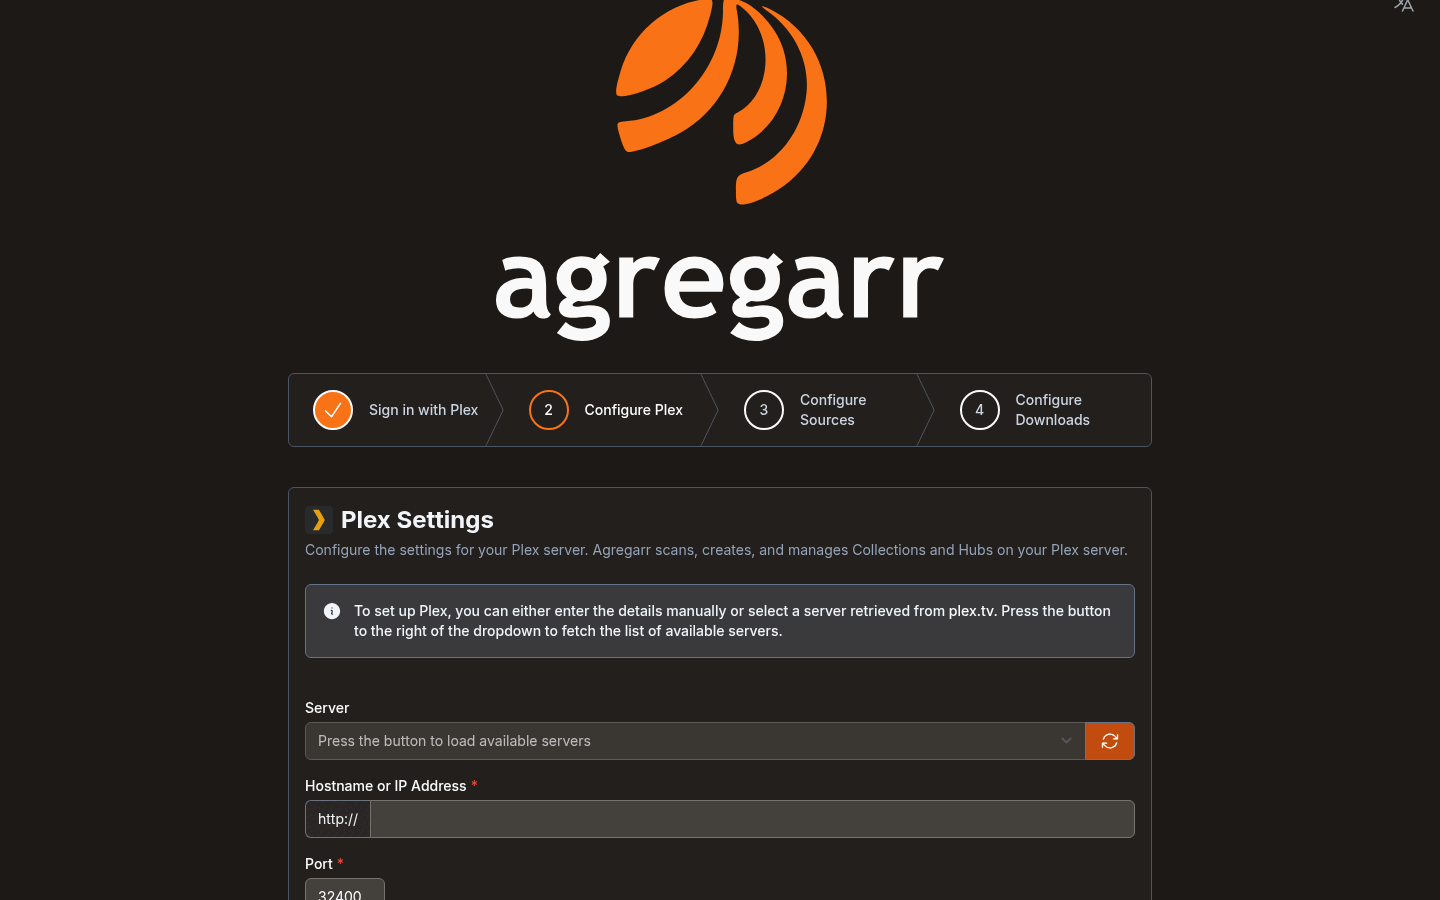 agregarr
Sign in with Plex
2
Configure Plex
3
Configure
Sources
4
Configure
Downloads
Plex Settings
Configure the settings for your Plex server. Agregarr scans, creates, and manages Collections and Hubs on your Plex server.
To set up Plex, you can either enter the details manually or select a server retrieved from plex.tv. Press the button
to the right of the dropdown to fetch the list of available servers.
Server
Press the button to load available servers
Hostname or IP Address *
http://
Port *
32400